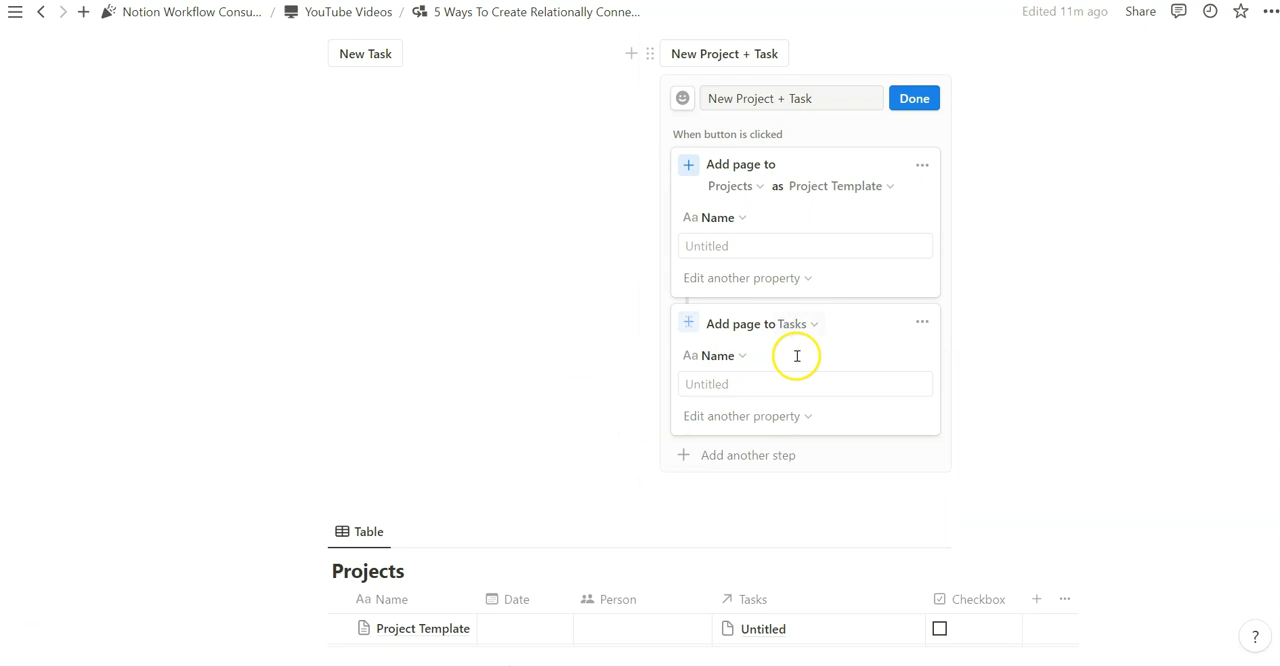 Notion Workflow Consu... / YouTube Videos / 5 Ways To Create Relationally Conne... Edited 11m ago Share
New Task New Project + Task
New Project + Task Done
When button is clicked
Add page to
Projects as Project Template
Aa Name
Untitled
Edit another property
Add page to Tasks
Aa Name
Untitled
Edit another property
Add another step
Table
Projects
Aa Name Date Person Tasks Checkbox
Project Template Untitled
?